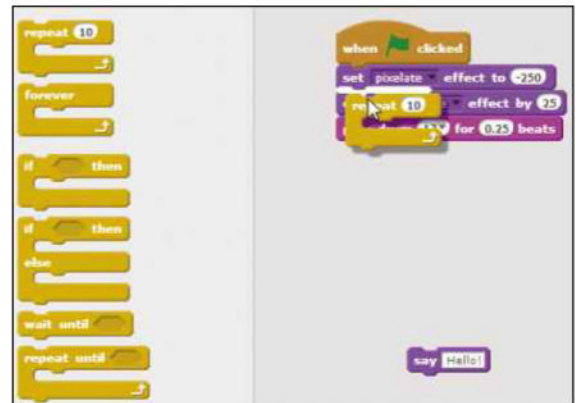 repeat 10
forever
if then
if then
else
wait until
repeat until
when clicked
set pixelate effect to -250
repeat 10 effect by 25
for 0.25 beats
say Hello!